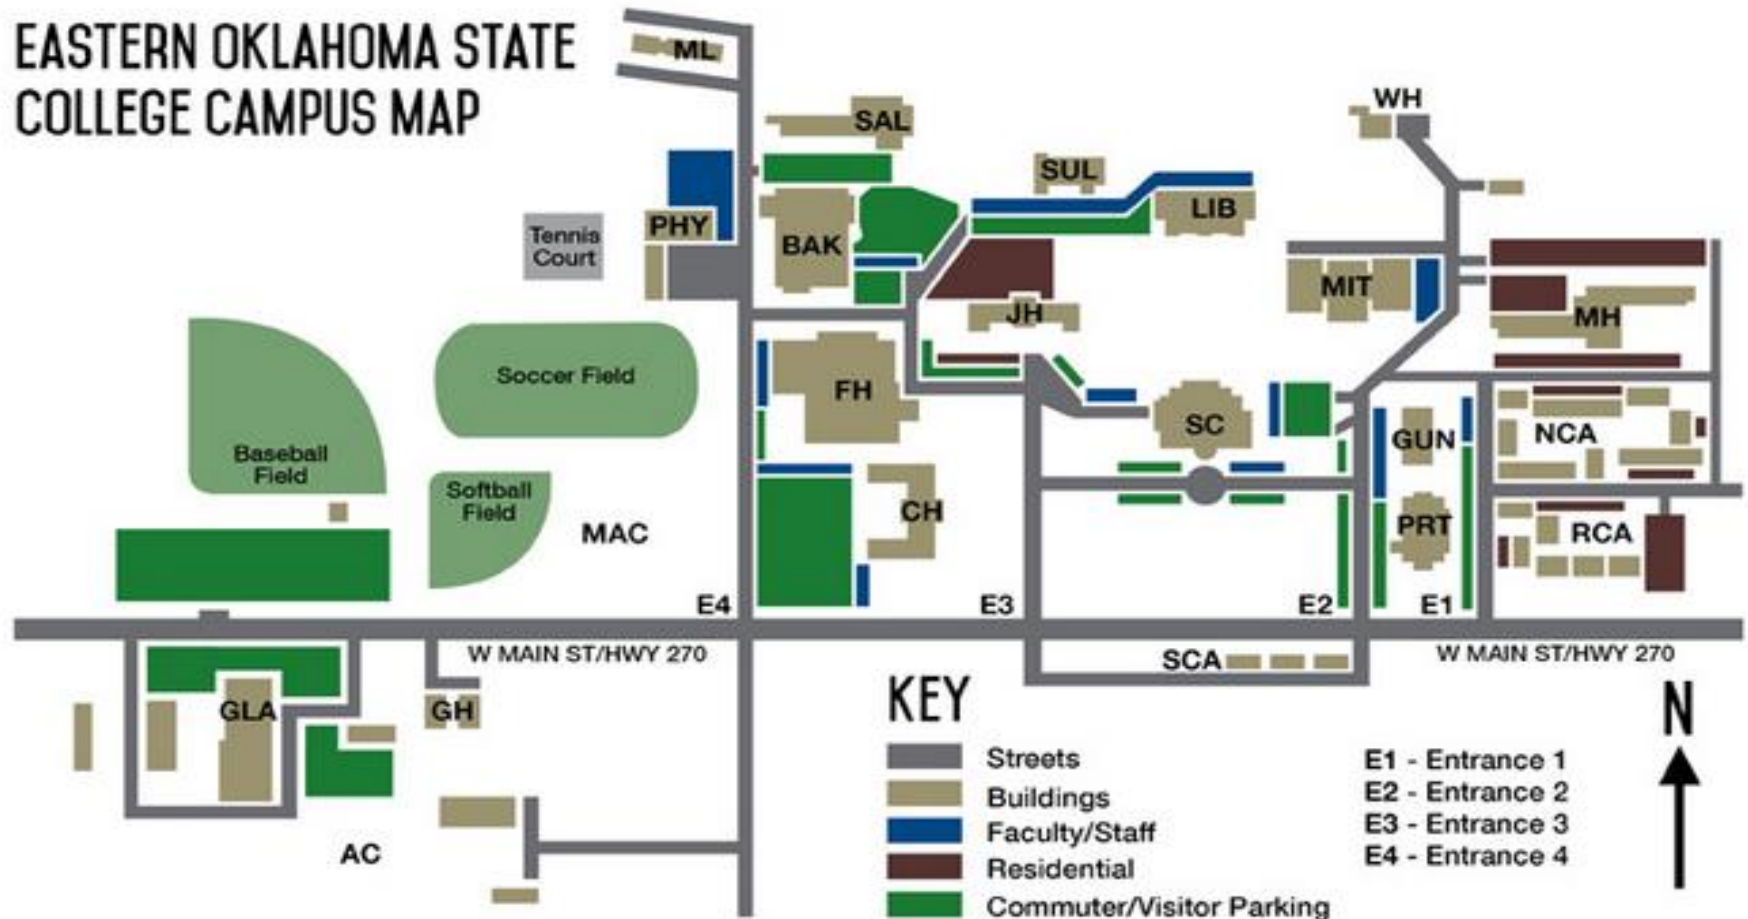 EASTERN OKLAHOMA STATE
COLLEGE CAMPUS MAP
ML
SAL
WH
SUL
LIB
PHY
Tennis
Court
BAK
MIT
JH
MH
Soccer Field
FH
SC
GUN
NCA
Baseball
Field
Softball
Field
MAC
CH
PRT
RCA
E4
E3
E2
E1
W MAIN ST/HWY 270
SCA
W MAIN ST/HWY 270
GLA
GH
AC
KEY
Streets
Buildings
Faculty/Staff
Residential
Commuter/Visitor Parking
E1 - Entrance 1
E2 - Entrance 2
E3 - Entrance 3
E4 - Entrance 4
N